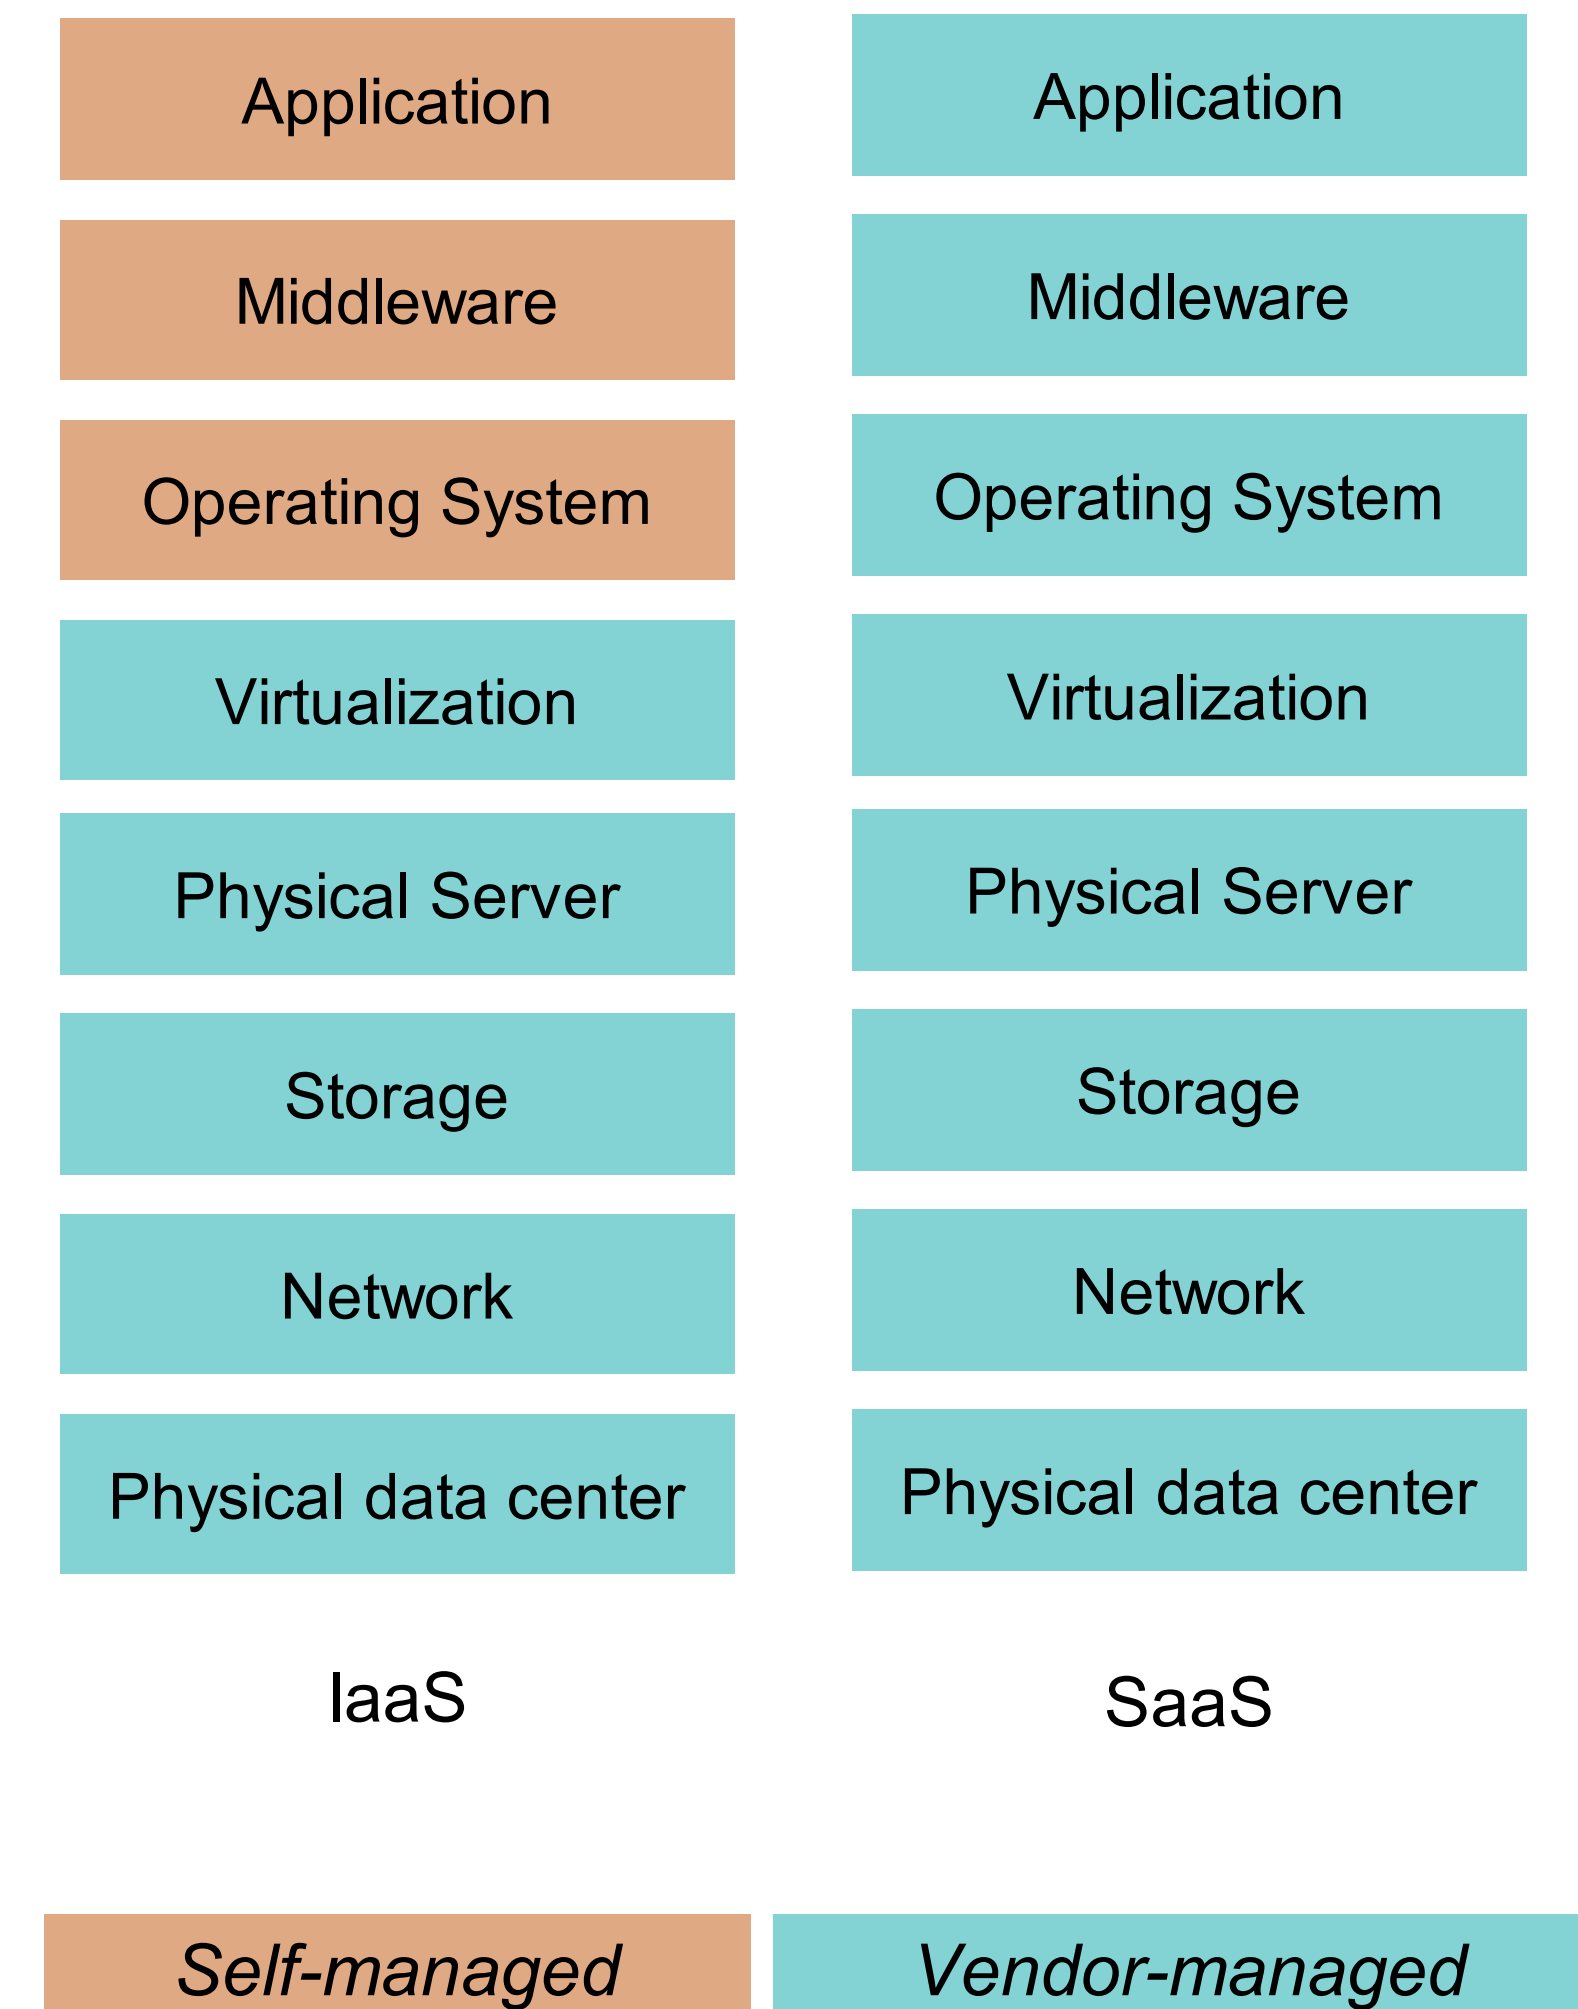 Application
Middleware
Operating System
Virtualization
Physical Server
Storage
Network
Physical data center
IaaS
Application
Middleware
Operating System
Virtualization
Physical Server
Storage
Network
Physical data center
SaaS
Self-managed
Vendor-managed